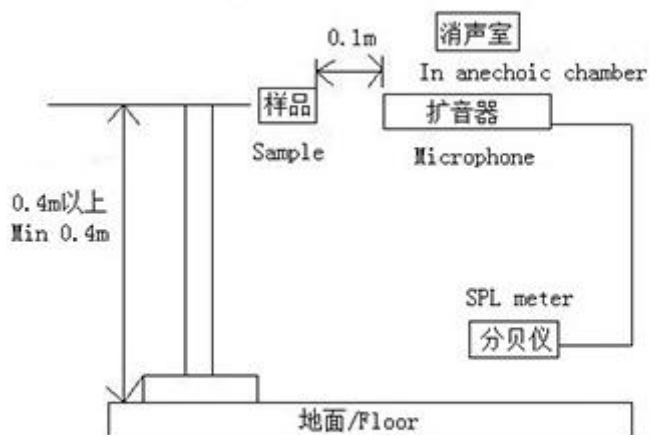 0.1m
消声室
In anechoic chamber
样品
扩音器
Sample
Microphone
0.4m以上
Min 0.4m
SPL meter
分贝仪
地面/Floor